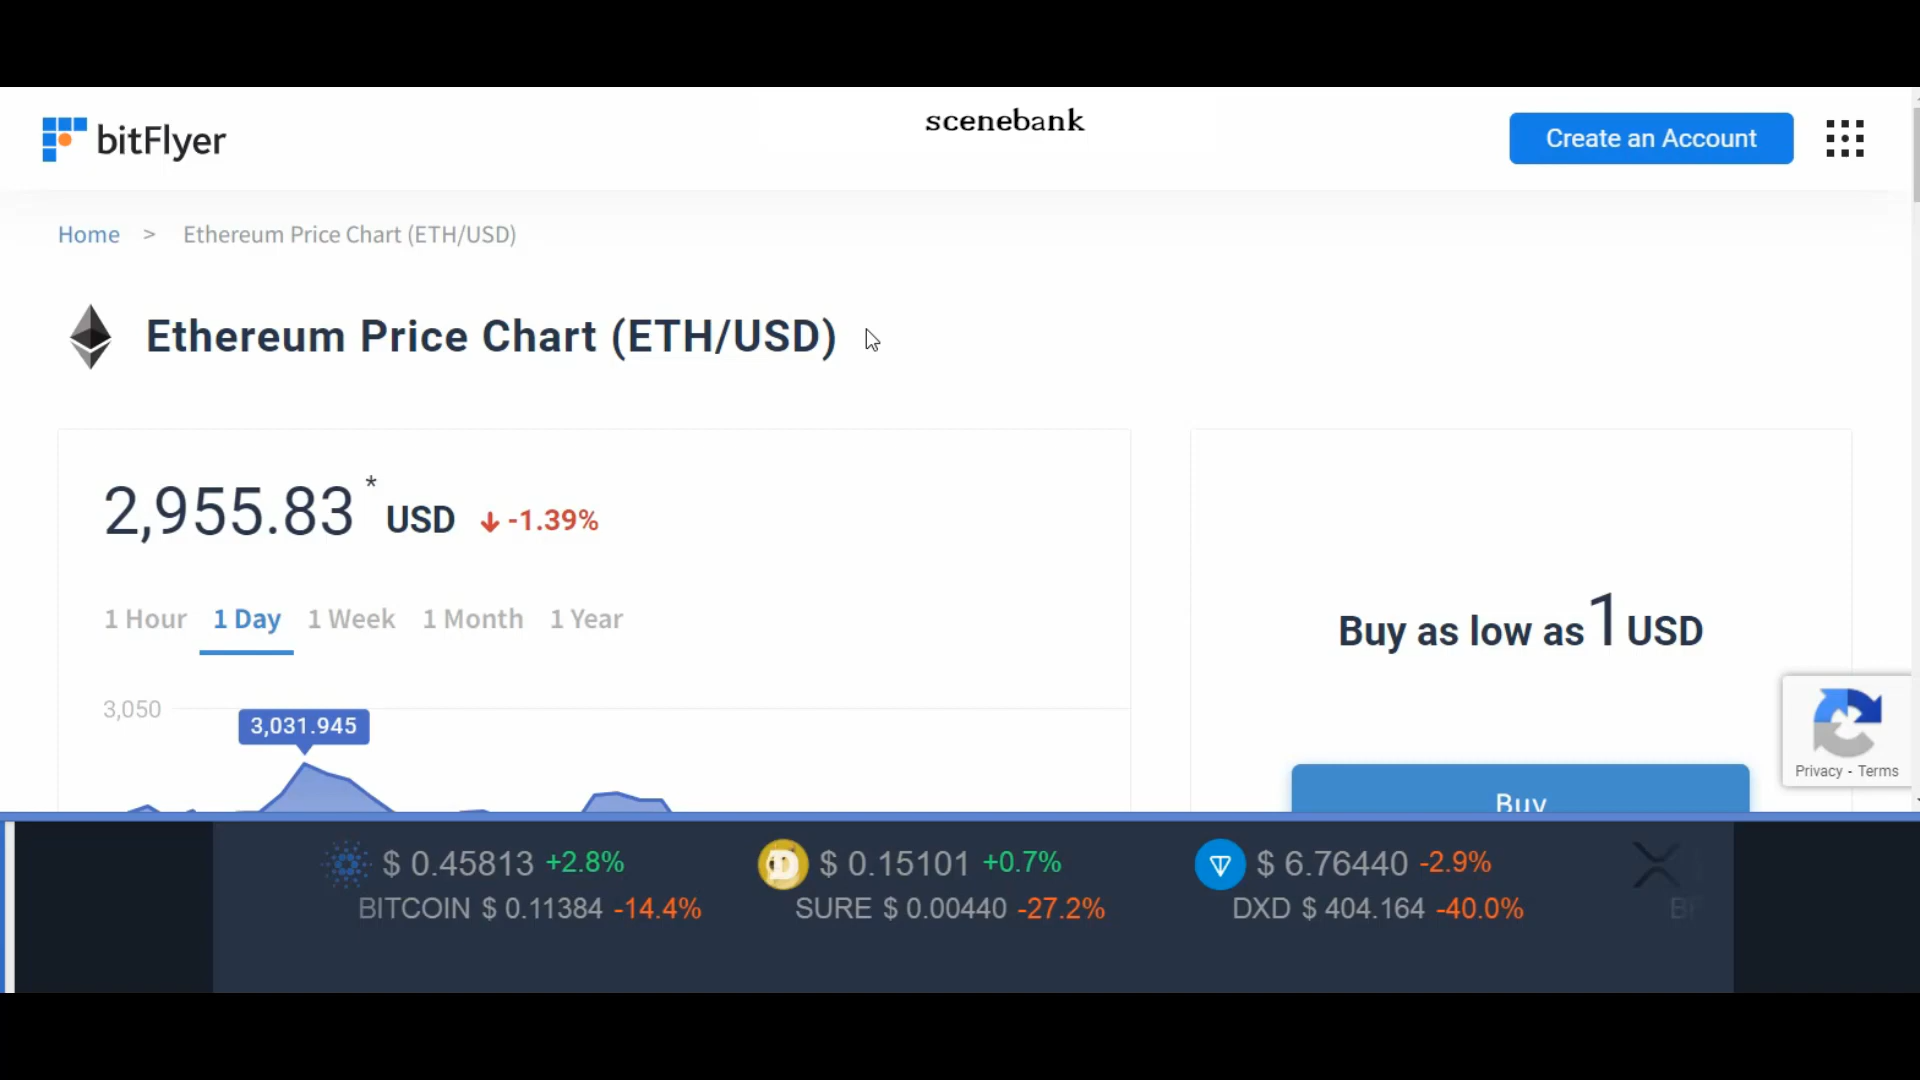 scenebank
bitFlyer
Create an Account
Home > Ethereum Price Chart (ETH/USD)
Ethereum Price Chart (ETH/USD)
2,955.83* USD -1.39%
1 Hour 1 Day 1 Week 1 Month 1 Year
3,050
3,031.945
Buy as low as 1 USD
Buy
Privacy - Terms
$ 0.45813 +2.8%
BITCOIN $ 0.11384 -14.4%
$ 0.15101 +0.7%
SURE $ 0.00440 -27.2%
$ 6.76440 -2.9%
DXD $ 404.164 -40.0%